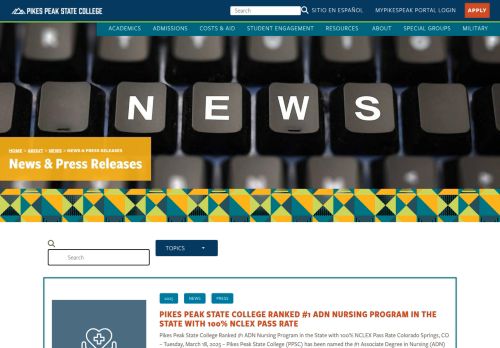 PIKES PEAK STATE COLLEGE
Search
SITIO EN ESPAÑOL
MYPIKESPEAK PORTAL LOGIN
APPLY
ACADEMICS ADMISSIONS COSTS & AID STUDENT ENGAGEMENT RESOURCES ABOUT SPECIAL GROUPS MILITARY
NEWS
HOME > ABOUT > NEWS > NEWS & PRESS RELEASES
News & Press Releases
Search
TOPICS
2025 NEWS PRESS
PIKES PEAK STATE COLLEGE RANKED #1 ADN NURSING PROGRAM IN THE
STATE WITH 100% NCLEX PASS RATE
Pikes Peak State College Ranked #1 ADN Nursing Program in the State with 100% NCLEX Pass Rate Colorado Springs, CO
– Tuesday, March 18, 2025 – Pikes Peak State College (PPSC) has been named the #1 Associate Degree in Nursing (ADN)